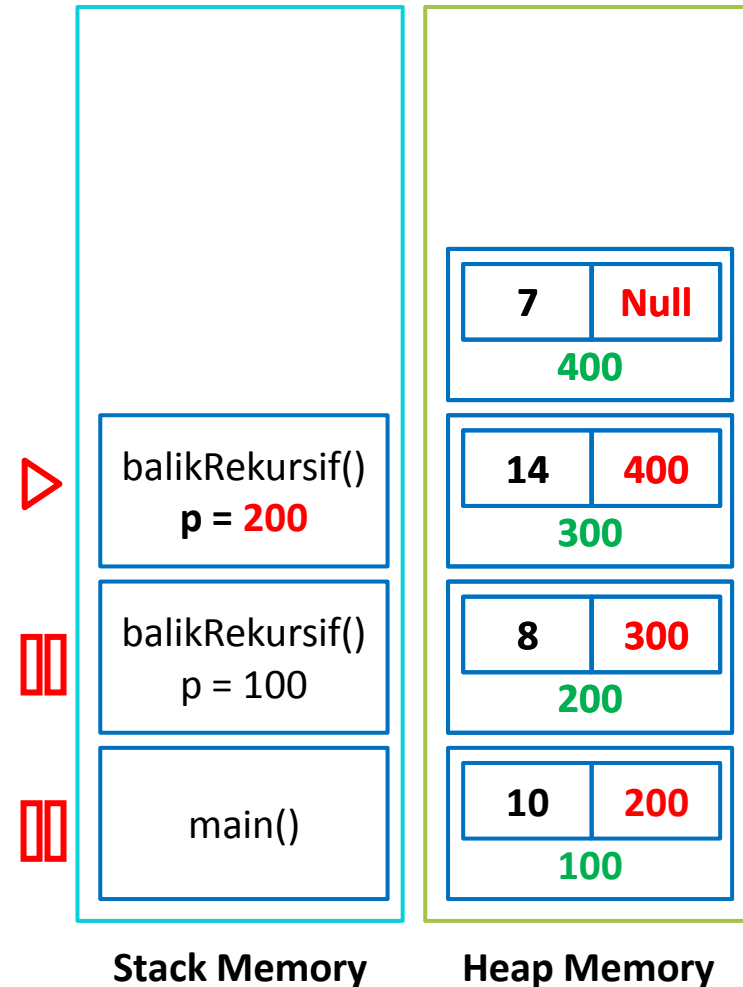 balikRekursif()
p = 200
balikRekursif()
p = 100
main()
Stack Memory
7 Null
400
14 400
300
8 300
200
10 200
100
Heap Memory